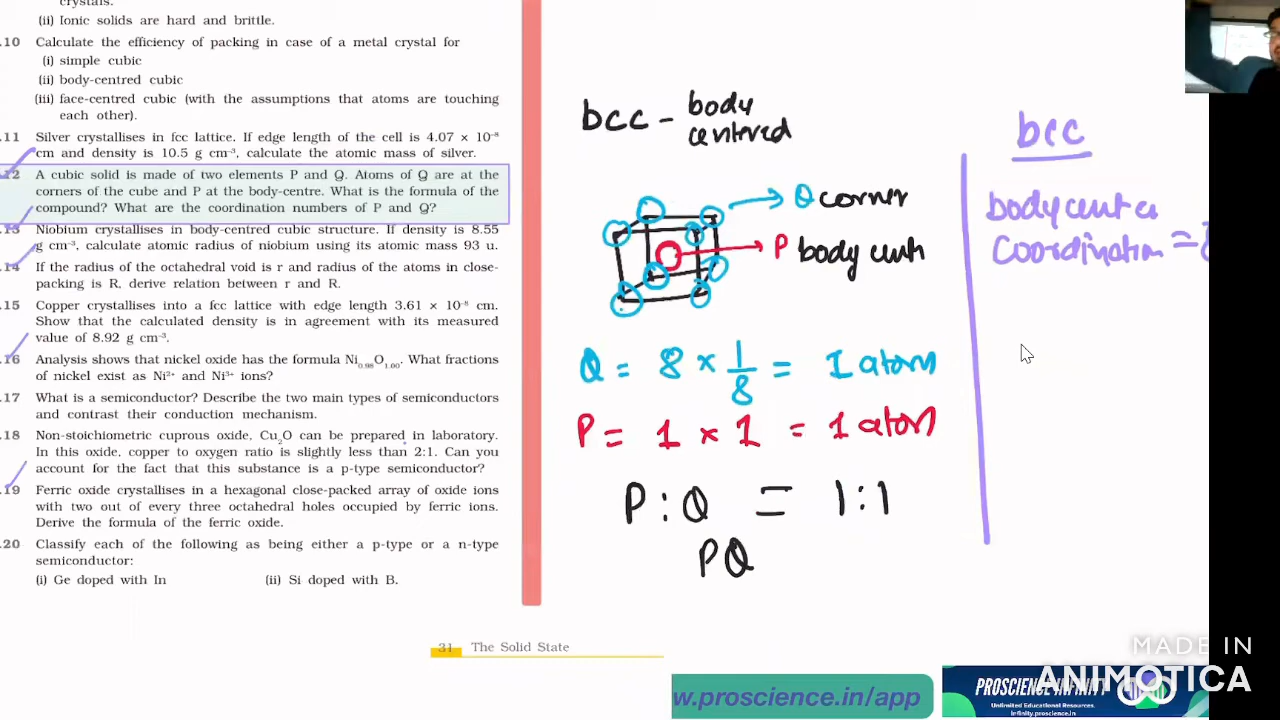 crystals.
(ii) Ionic solids are hard and brittle.
.10 Calculate the efficiency of packing in case of a metal crystal for
(i) simple cubic
(ii) body-centred cubic
(iii) face-centred cubic (with the assumptions that atoms are touching
each other).
.11 Silver crystallises in fcc lattice. If edge length of the cell is 4.07 × 10⁻⁸
cm and density is 10.5 g cm⁻³, calculate the atomic mass of silver.
.12 A cubic solid is made of two elements P and Q. Atoms of Q are at the
corners of the cube and P at the body-centre. What is the formula of the
compound? What are the coordination numbers of P and Q?
.13 Niobium crystallises in body-centred cubic structure. If density is 8.55
g cm⁻³, calculate atomic radius of niobium using its atomic mass 93 u.
.14 If the radius of the octahedral void is r and radius of the atoms in close-
packing is R, derive relation between r and R.
.15 Copper crystallises into a fcc lattice with edge length 3.61 × 10⁻⁸ cm.
Show that the calculated density is in agreement with its measured
value of 8.92 g cm⁻³.
.16 Analysis shows that nickel oxide has the formula Ni₀.₉₈O₁.₀₀. What fractions
of nickel exist as Ni²⁺ and Ni³⁺ ions?
.17 What is a semiconductor? Describe the two main types of semiconductors
and contrast their conduction mechanism.
.18 Non-stoichiometric cuprous oxide, Cu₂O can be prepared in laboratory.
In this oxide, copper to oxygen ratio is slightly less than 2:1. Can you
account for the fact that this substance is a p-type semiconductor?
.19 Ferric oxide crystallises in a hexagonal close-packed array of oxide ions
with two out of every three octahedral holes occupied by ferric ions.
Derive the formula of the ferric oxide.
.20 Classify each of the following as being either a p-type or a n-type
semiconductor:
(i) Ge doped with In (ii) Si doped with B.
31 The Solid State
bcc - body
centered
Q corner
P body
Q = 8 × 1/8 = 1 atom
P = 1 × 1 = 1 atom
P : Q = 1 : 1
PQ
bcc
body
Coordination = 8
w.proscience.in/app
PROSCIENCE INFINITY
Unlimited Educational Resources.
infinity.proscience.in
MADE IN
ANIMOTICA